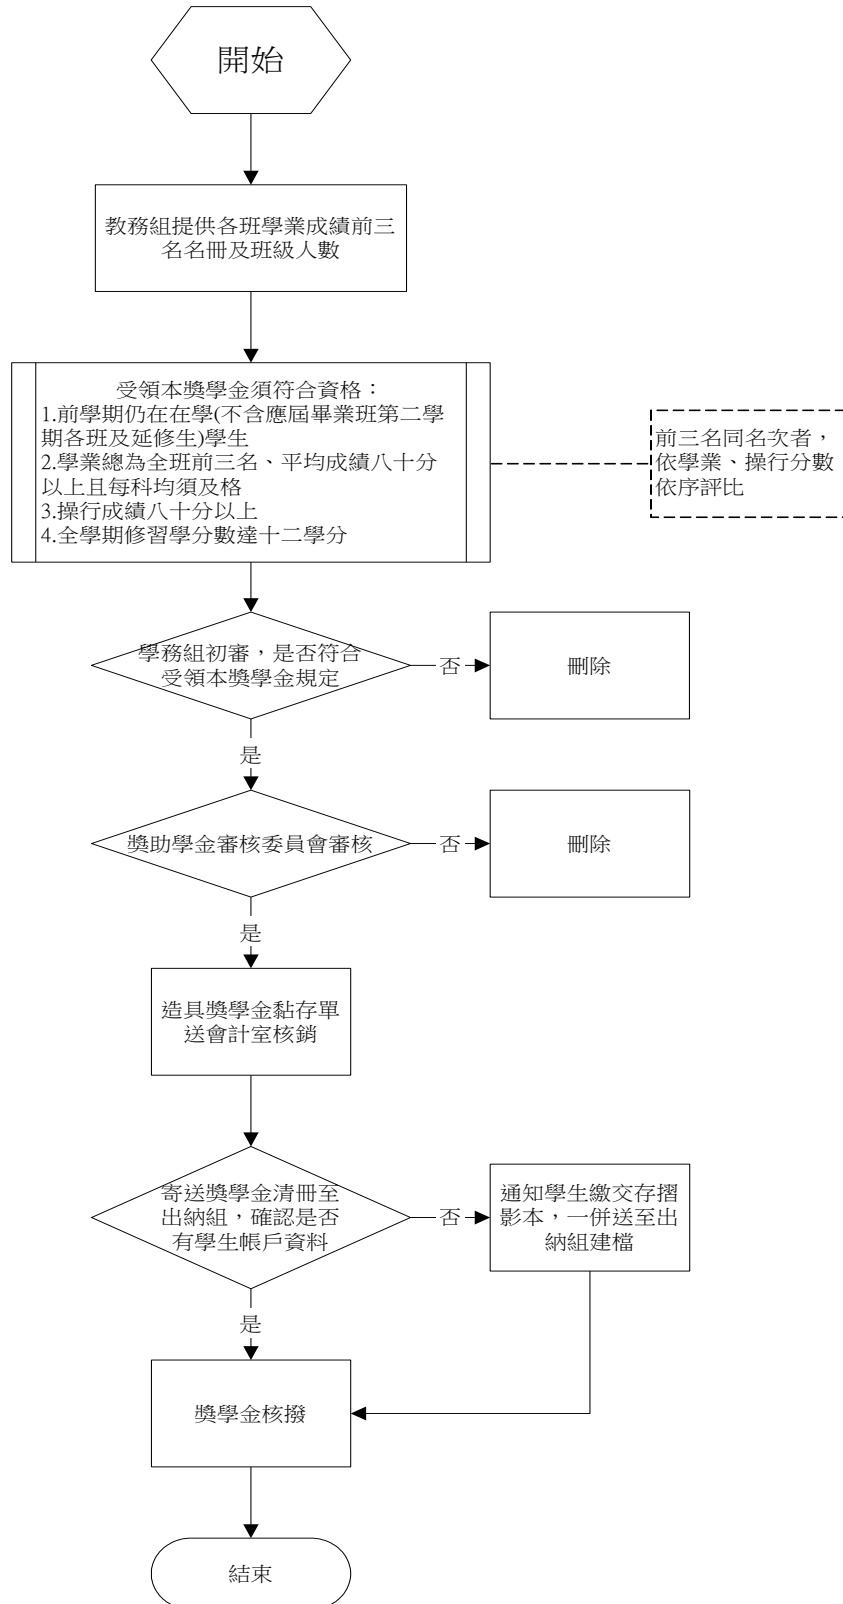 開始
教務組提供各班學業成績前三
名名冊及班級人數
受領本獎學金須符合資格：
1.前學期仍在在學(不含應屆畢業班第二學
期各班及延修生)學生
2.學業總為全班前三名、平均成績八十分
以上且每科均須及格
3.操行成績八十分以上
4.全學期修習學分數達十二學分
前三名同名次者，
依學業、操行分數
依序評比
學務組初審，是否符合
受領本獎學金規定
否
刪除
是
獎助學金審核委員會審核
否
刪除
是
造具獎學金黏存單
送會計室核銷
寄送獎學金清冊至
出納組，確認是否
有學生帳戶資料
否
通知學生繳交存摺
影本，一併送至出
納組建檔
是
獎學金核撥
結束